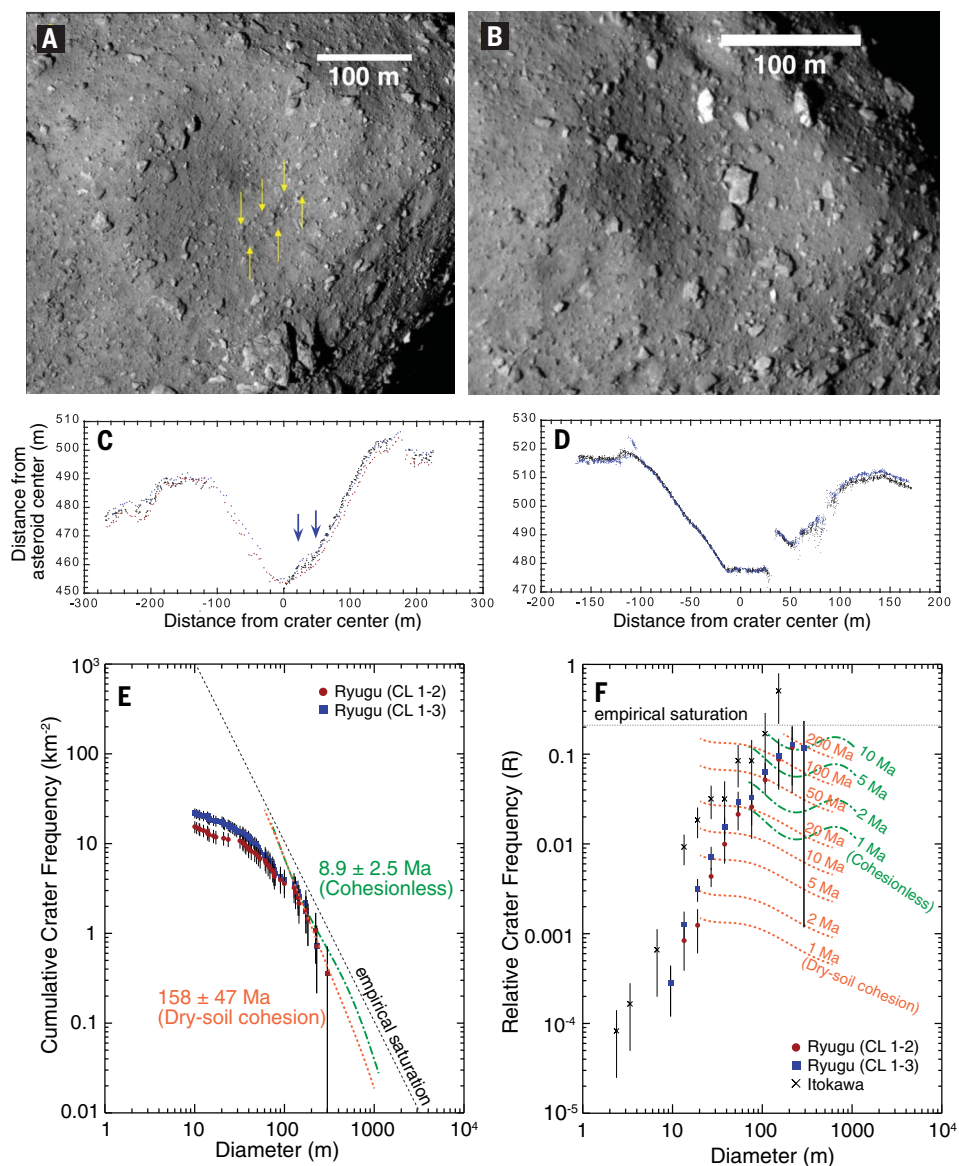 A
100 m
B
100 m
C
Distance from
asteroid center (m)
510
500
490
480
470
460
450
-300
-200
-100
0
100
200
300
Distance from crater center (m)
D
530
520
510
500
490
480
470
-200
-150
-100
-50
0
50
100
150
200
Distance from crater center (m)
E
Cumulative Crater Frequency (km-2)
10³
100
10
1
0.1
0.01
1
10
100
1000
10⁴
Diameter (m)
Ryugu (CL 1-2)
Ryugu (CL 1-3)
8.9 ± 2.5 Ma
(Cohesionless)
158 ± 47 Ma
(Dry-soil cohesion)
empirical saturation
F
Relative Crater Frequency (R)
1
0.1
0.01
0.001
10⁻⁴
10⁻⁵
1
10
100
1000
10⁴
Diameter (m)
empirical saturation
200 Ma
100 Ma
50 Ma
20 Ma
10 Ma
5 Ma
2 Ma
1 Ma
(Dry-soil cohesion)
10 Ma
5 Ma
2 Ma
1 Ma
(Cohesionless)
Ryugu (CL 1-2)
Ryugu (CL 1-3)
Itokawa